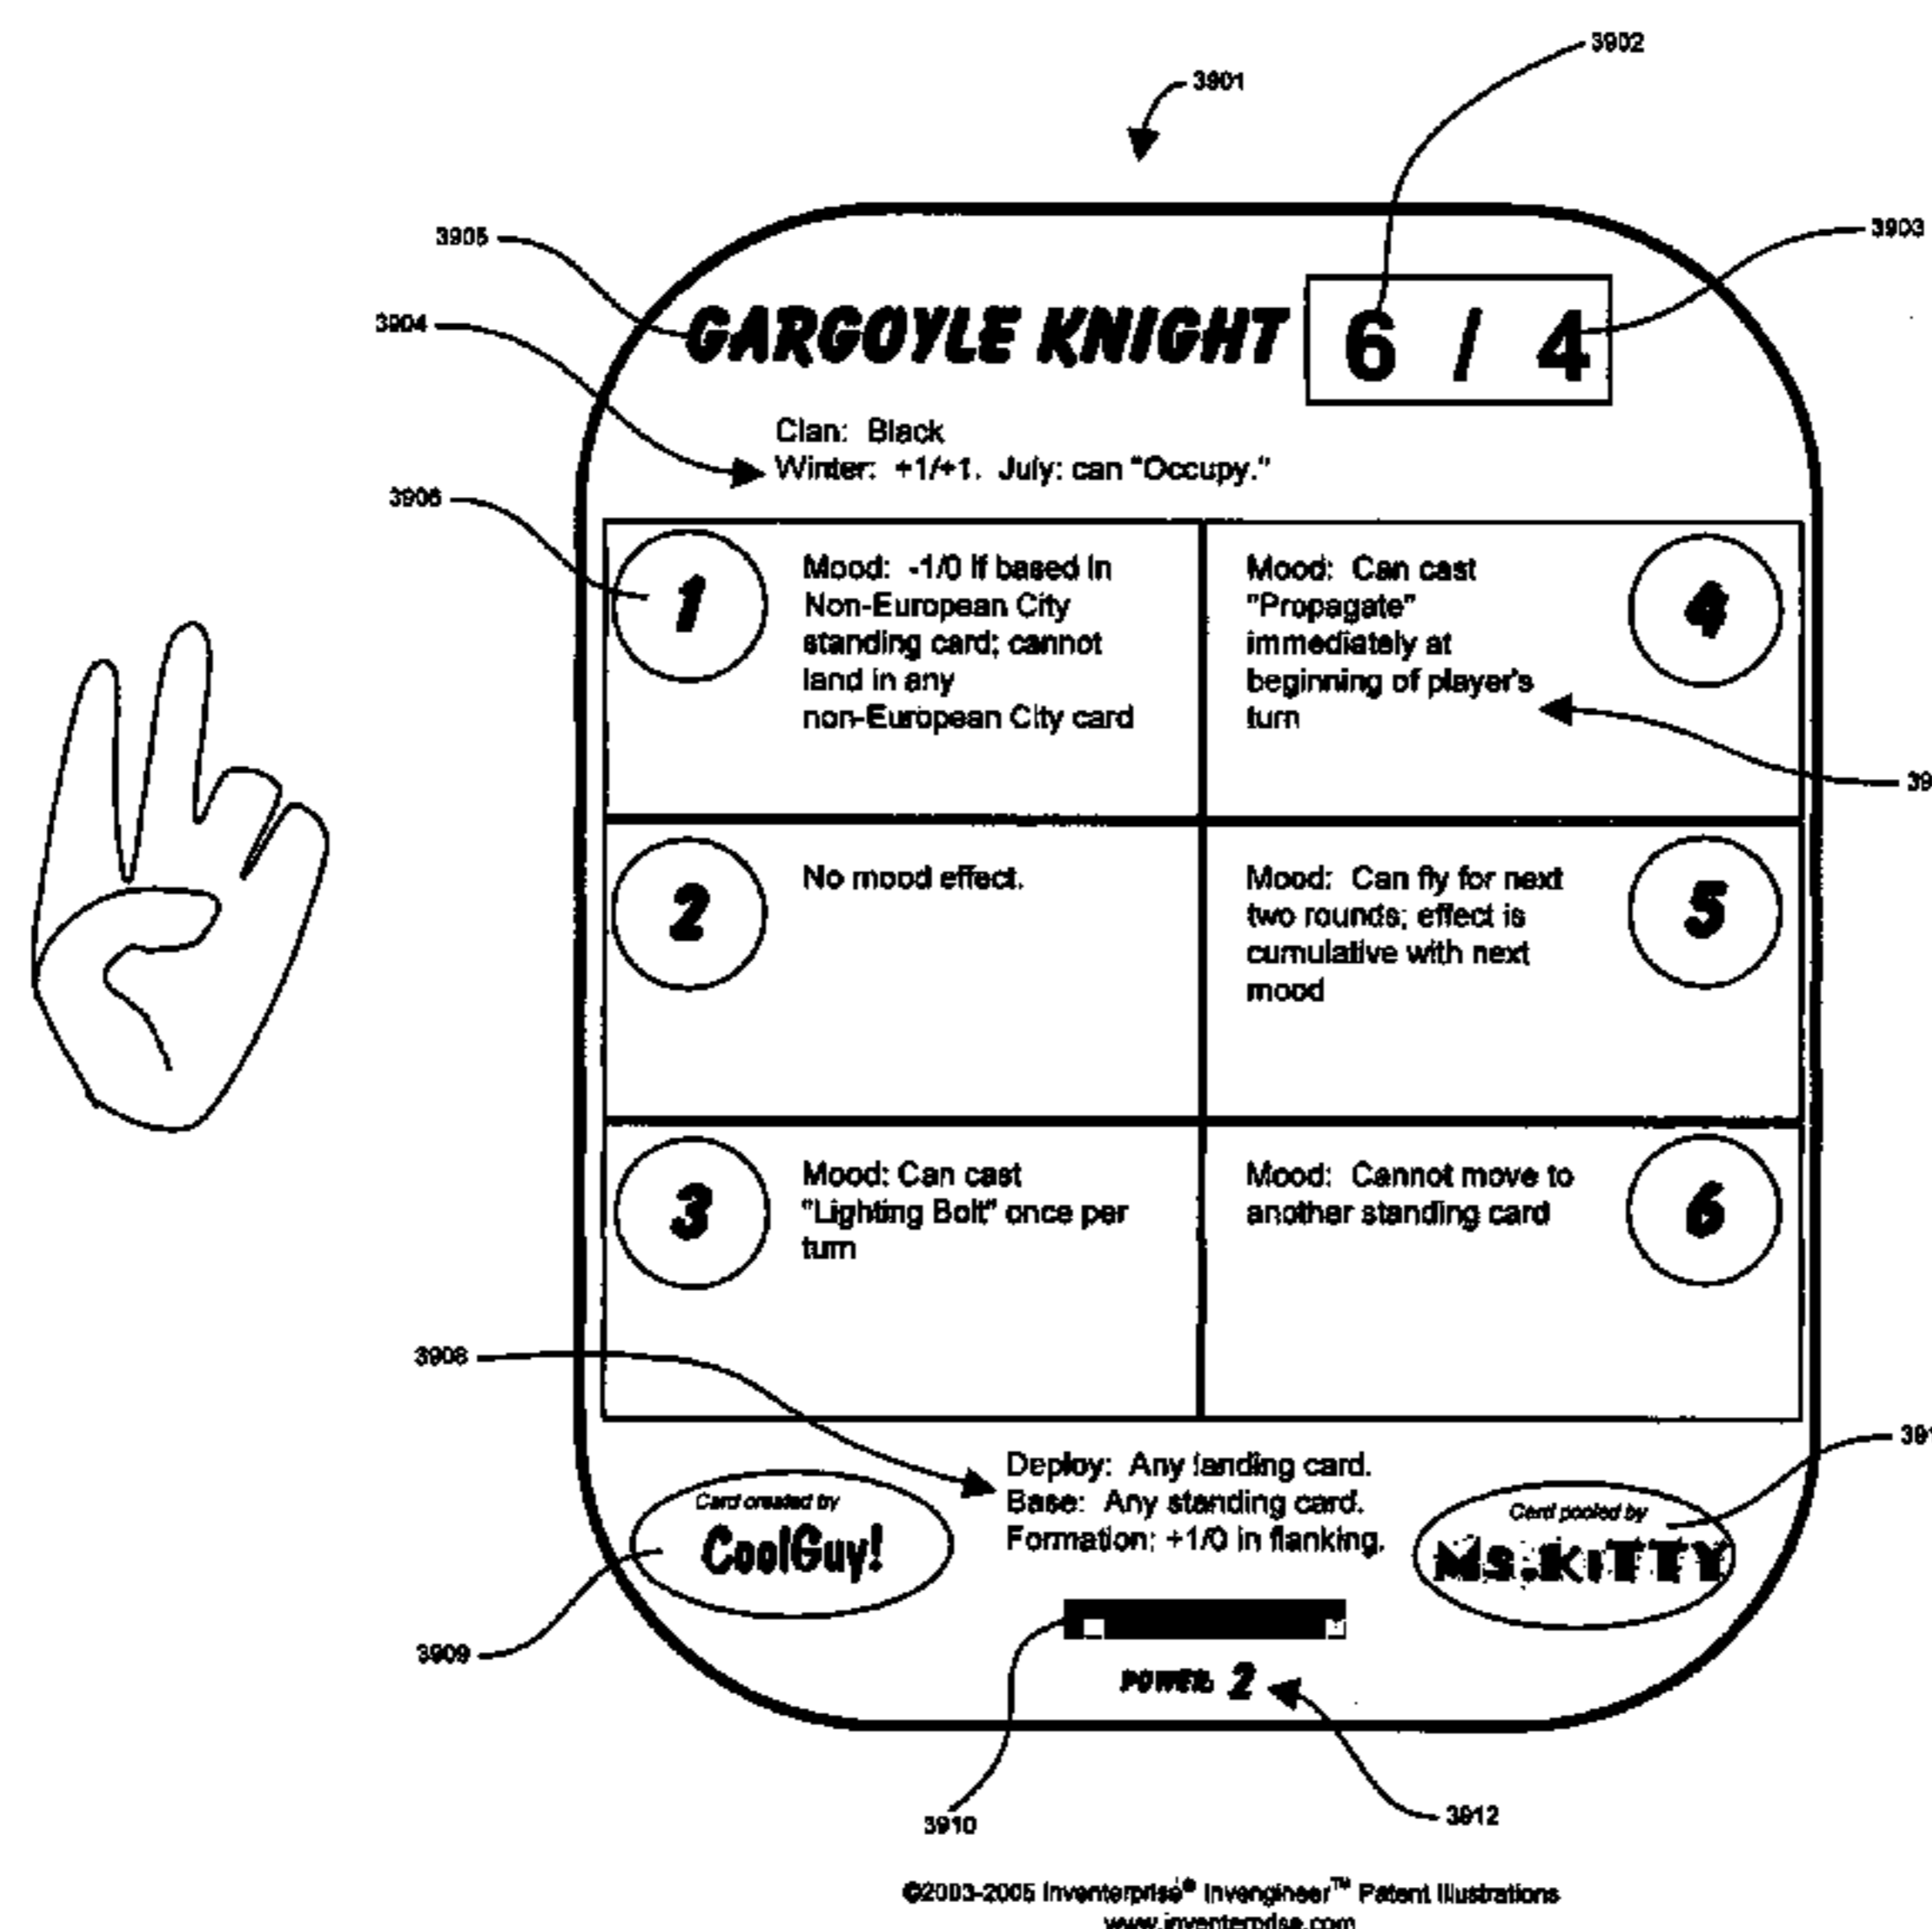 3902
3901
3903
3905
3904
GARGOYLE KNIGHT
6 / 4
Clan: Black
Winter: +1/+1. July: can "Occupy."
3906
1
Mood: -1/0 if based in
Non-European City
standing card; cannot
land in any
non-European City card
Mood: Can cast
"Propagate"
immediately at
beginning of player's
turn
4
39
2
No mood effect.
Mood: Can fly for next
two rounds; effect is
cumulative with next
mood
5
3
Mood: Can cast
"Lighting Bolt" once per
turn
Mood: Cannot move to
another standing card
6
3908
391
Deploy: Any landing card.
Base: Any standing card.
Formation: +1/0 in flanking.
Card created by
CoolGuy!
Card pooled by
Ms.KiTTY
3909
POWER: 2
3910
3912
©2003-2005 Inventerprise® Invengineer™ Patent Illustrations
www.inventerprise.com